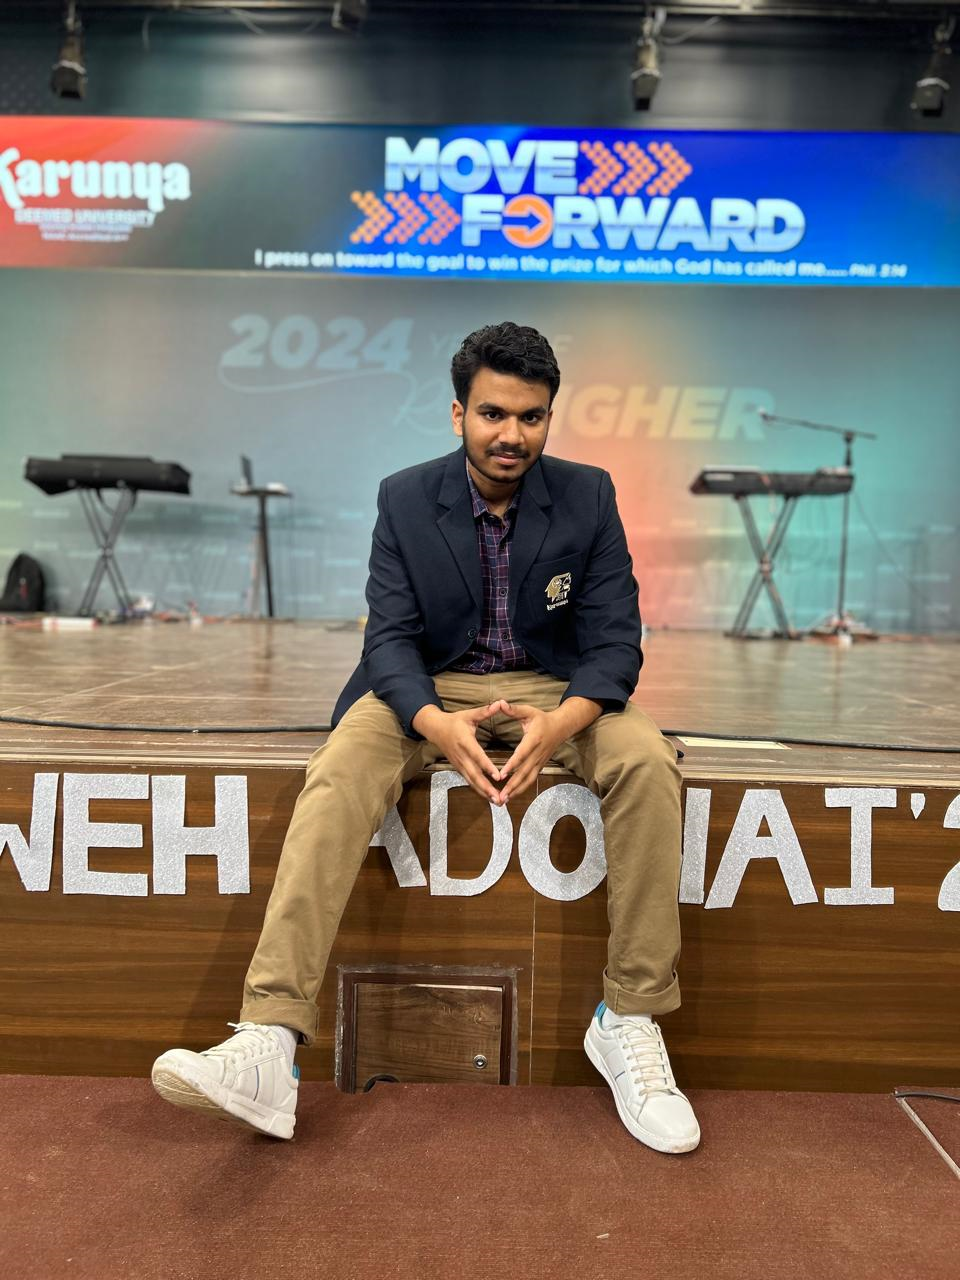 Karunya
DEEMED UNIVERSITY
MOVE
FORWARD
I press on toward the goal to win the prize for which God has called me..... Phil. 3:14
2024
HIGHER
WEH ADONAI'2